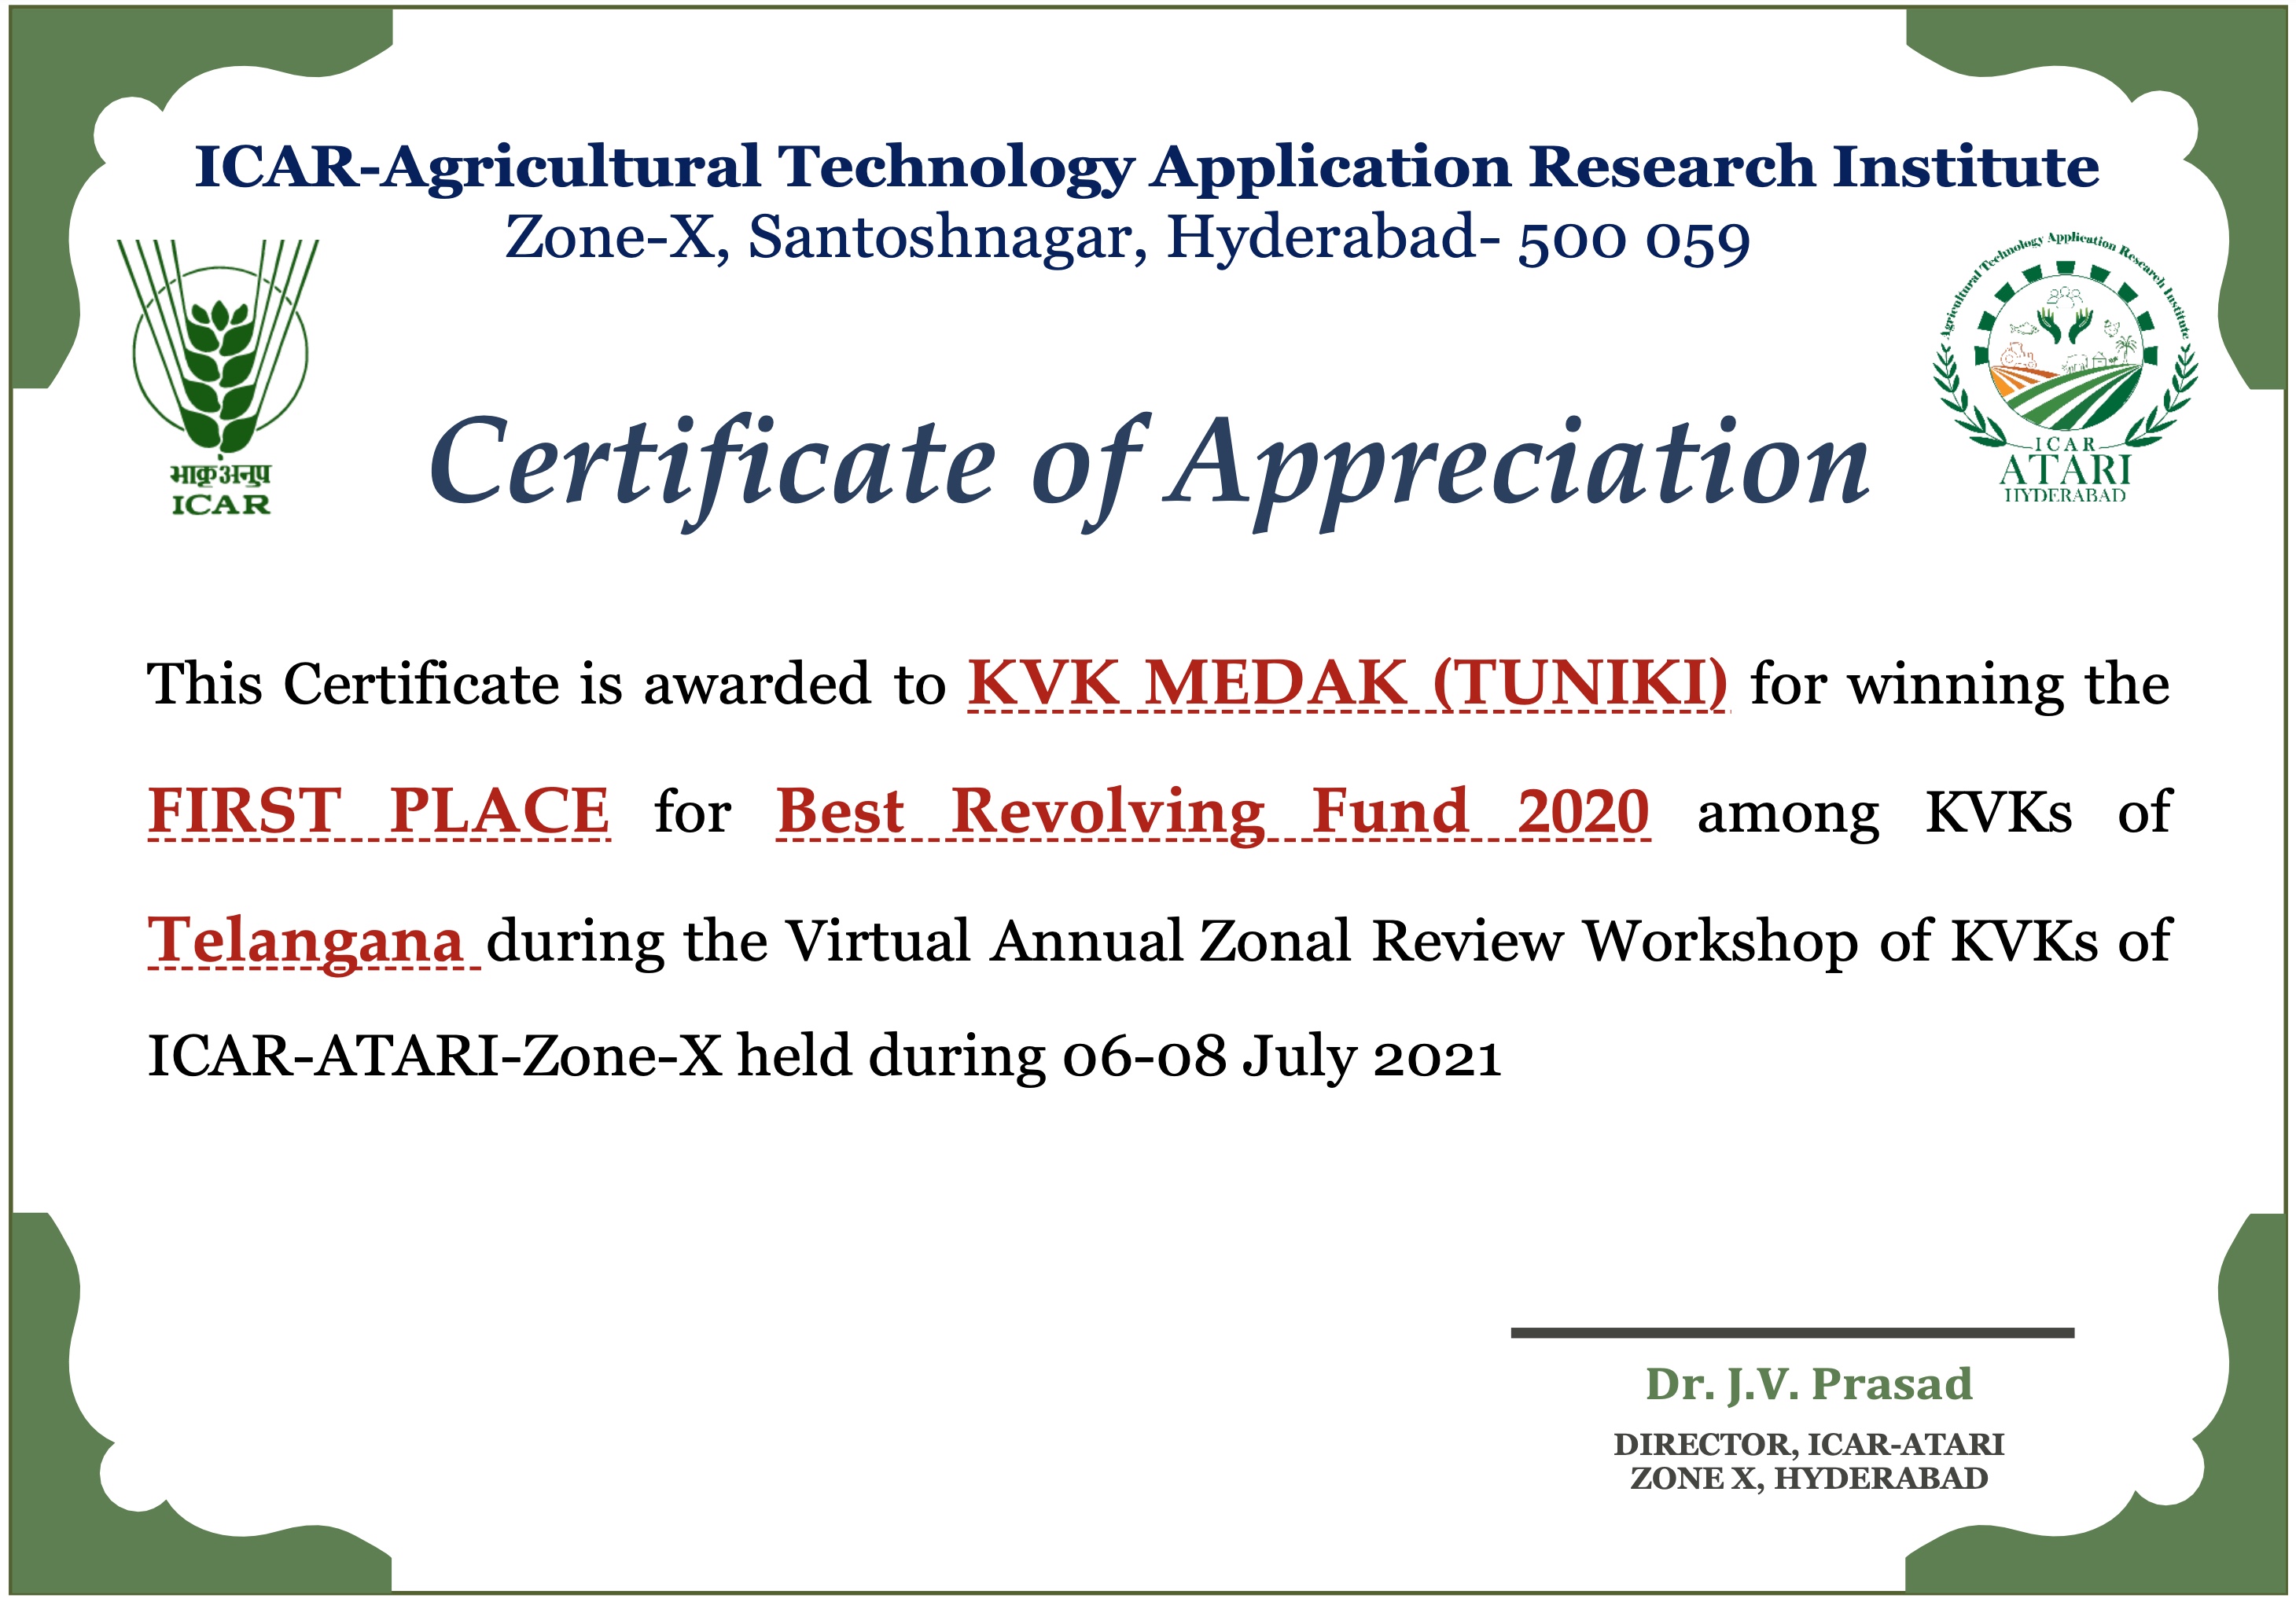 ICAR-Agricultural Technology Application Research Institute
Zone-X, Santoshnagar, Hyderabad- 500 059
भाकृअनुप
ICAR
Agricultural Technology Application Research Institute
ICAR
ATARI
HYDERABAD
Certificate of Appreciation
This Certificate is awarded to KVK MEDAK (TUNIKI) for winning the
FIRST PLACE for Best Revolving Fund 2020 among KVKs of
Telangana during the Virtual Annual Zonal Review Workshop of KVKs of
ICAR-ATARI-Zone-X held during 06-08 July 2021
Dr. J.V. Prasad
DIRECTOR, ICAR-ATARI
ZONE X, HYDERABAD